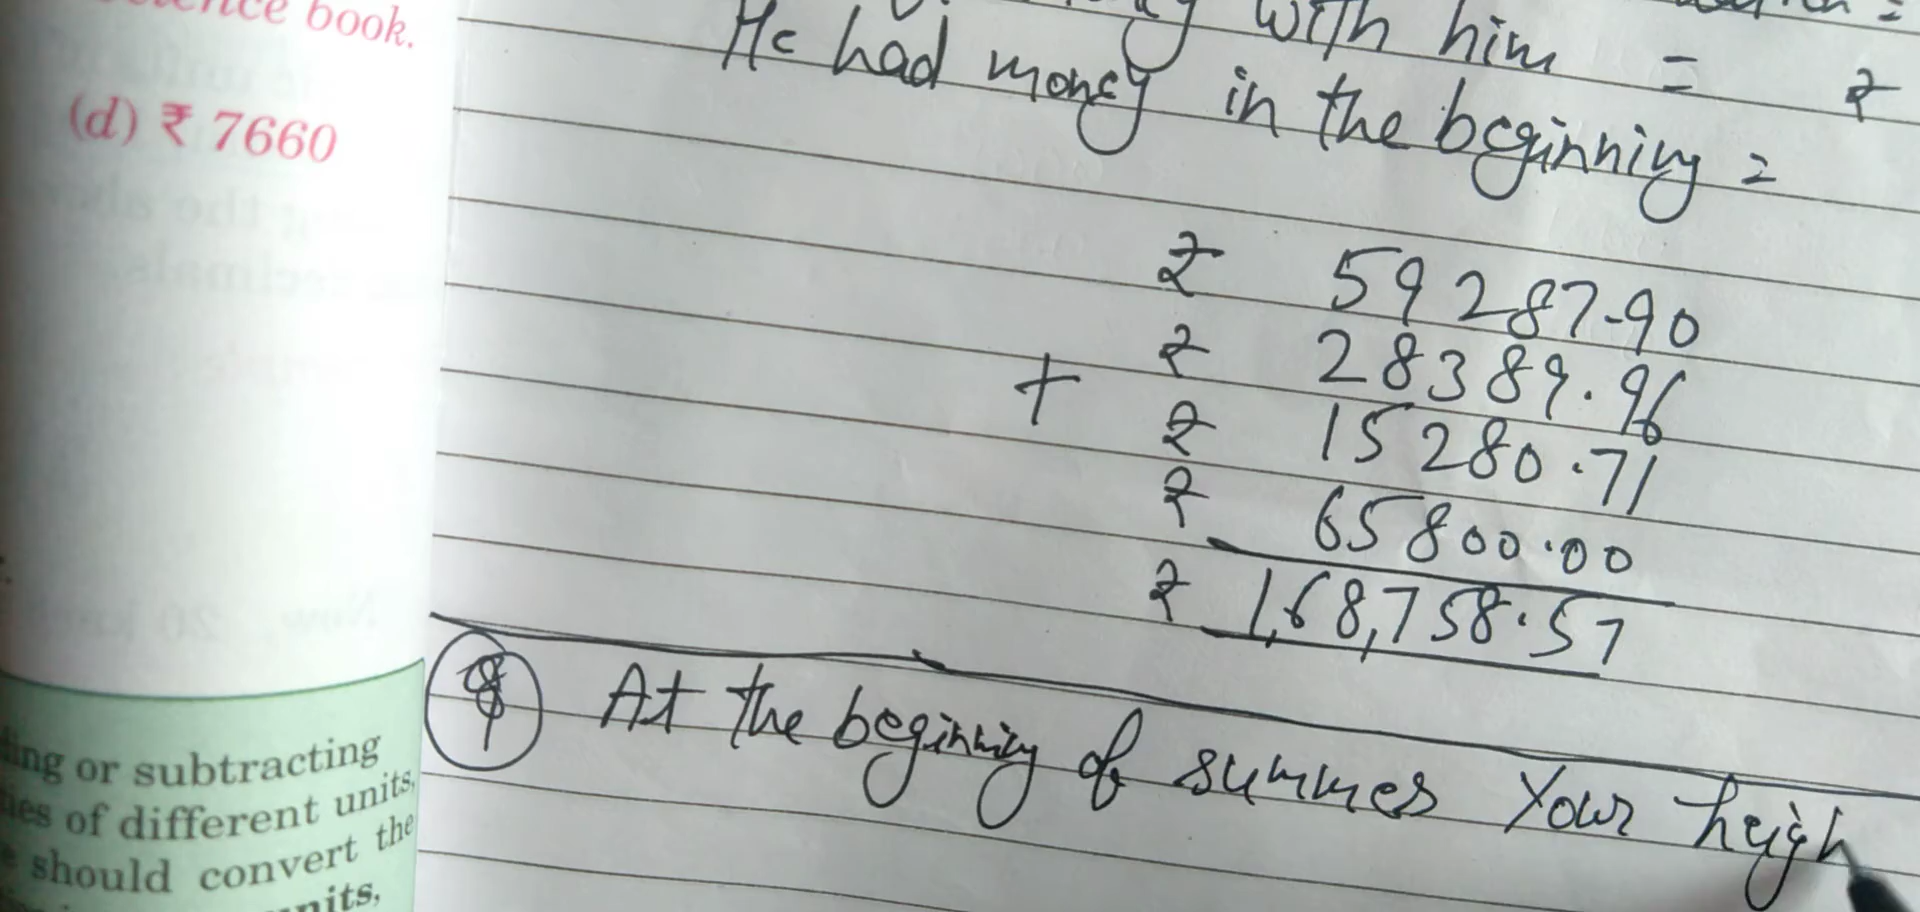 book.
(d) ₹ 7660
ing or subtracting
of different units,
should convert the
with him = ₹
He had money in the beginning =
₹ 59287.90
₹ 28389.96
+ ₹ 15280.71
₹ 65800.00
₹ 1,68,758.57
At the beginning of summer Your heigh